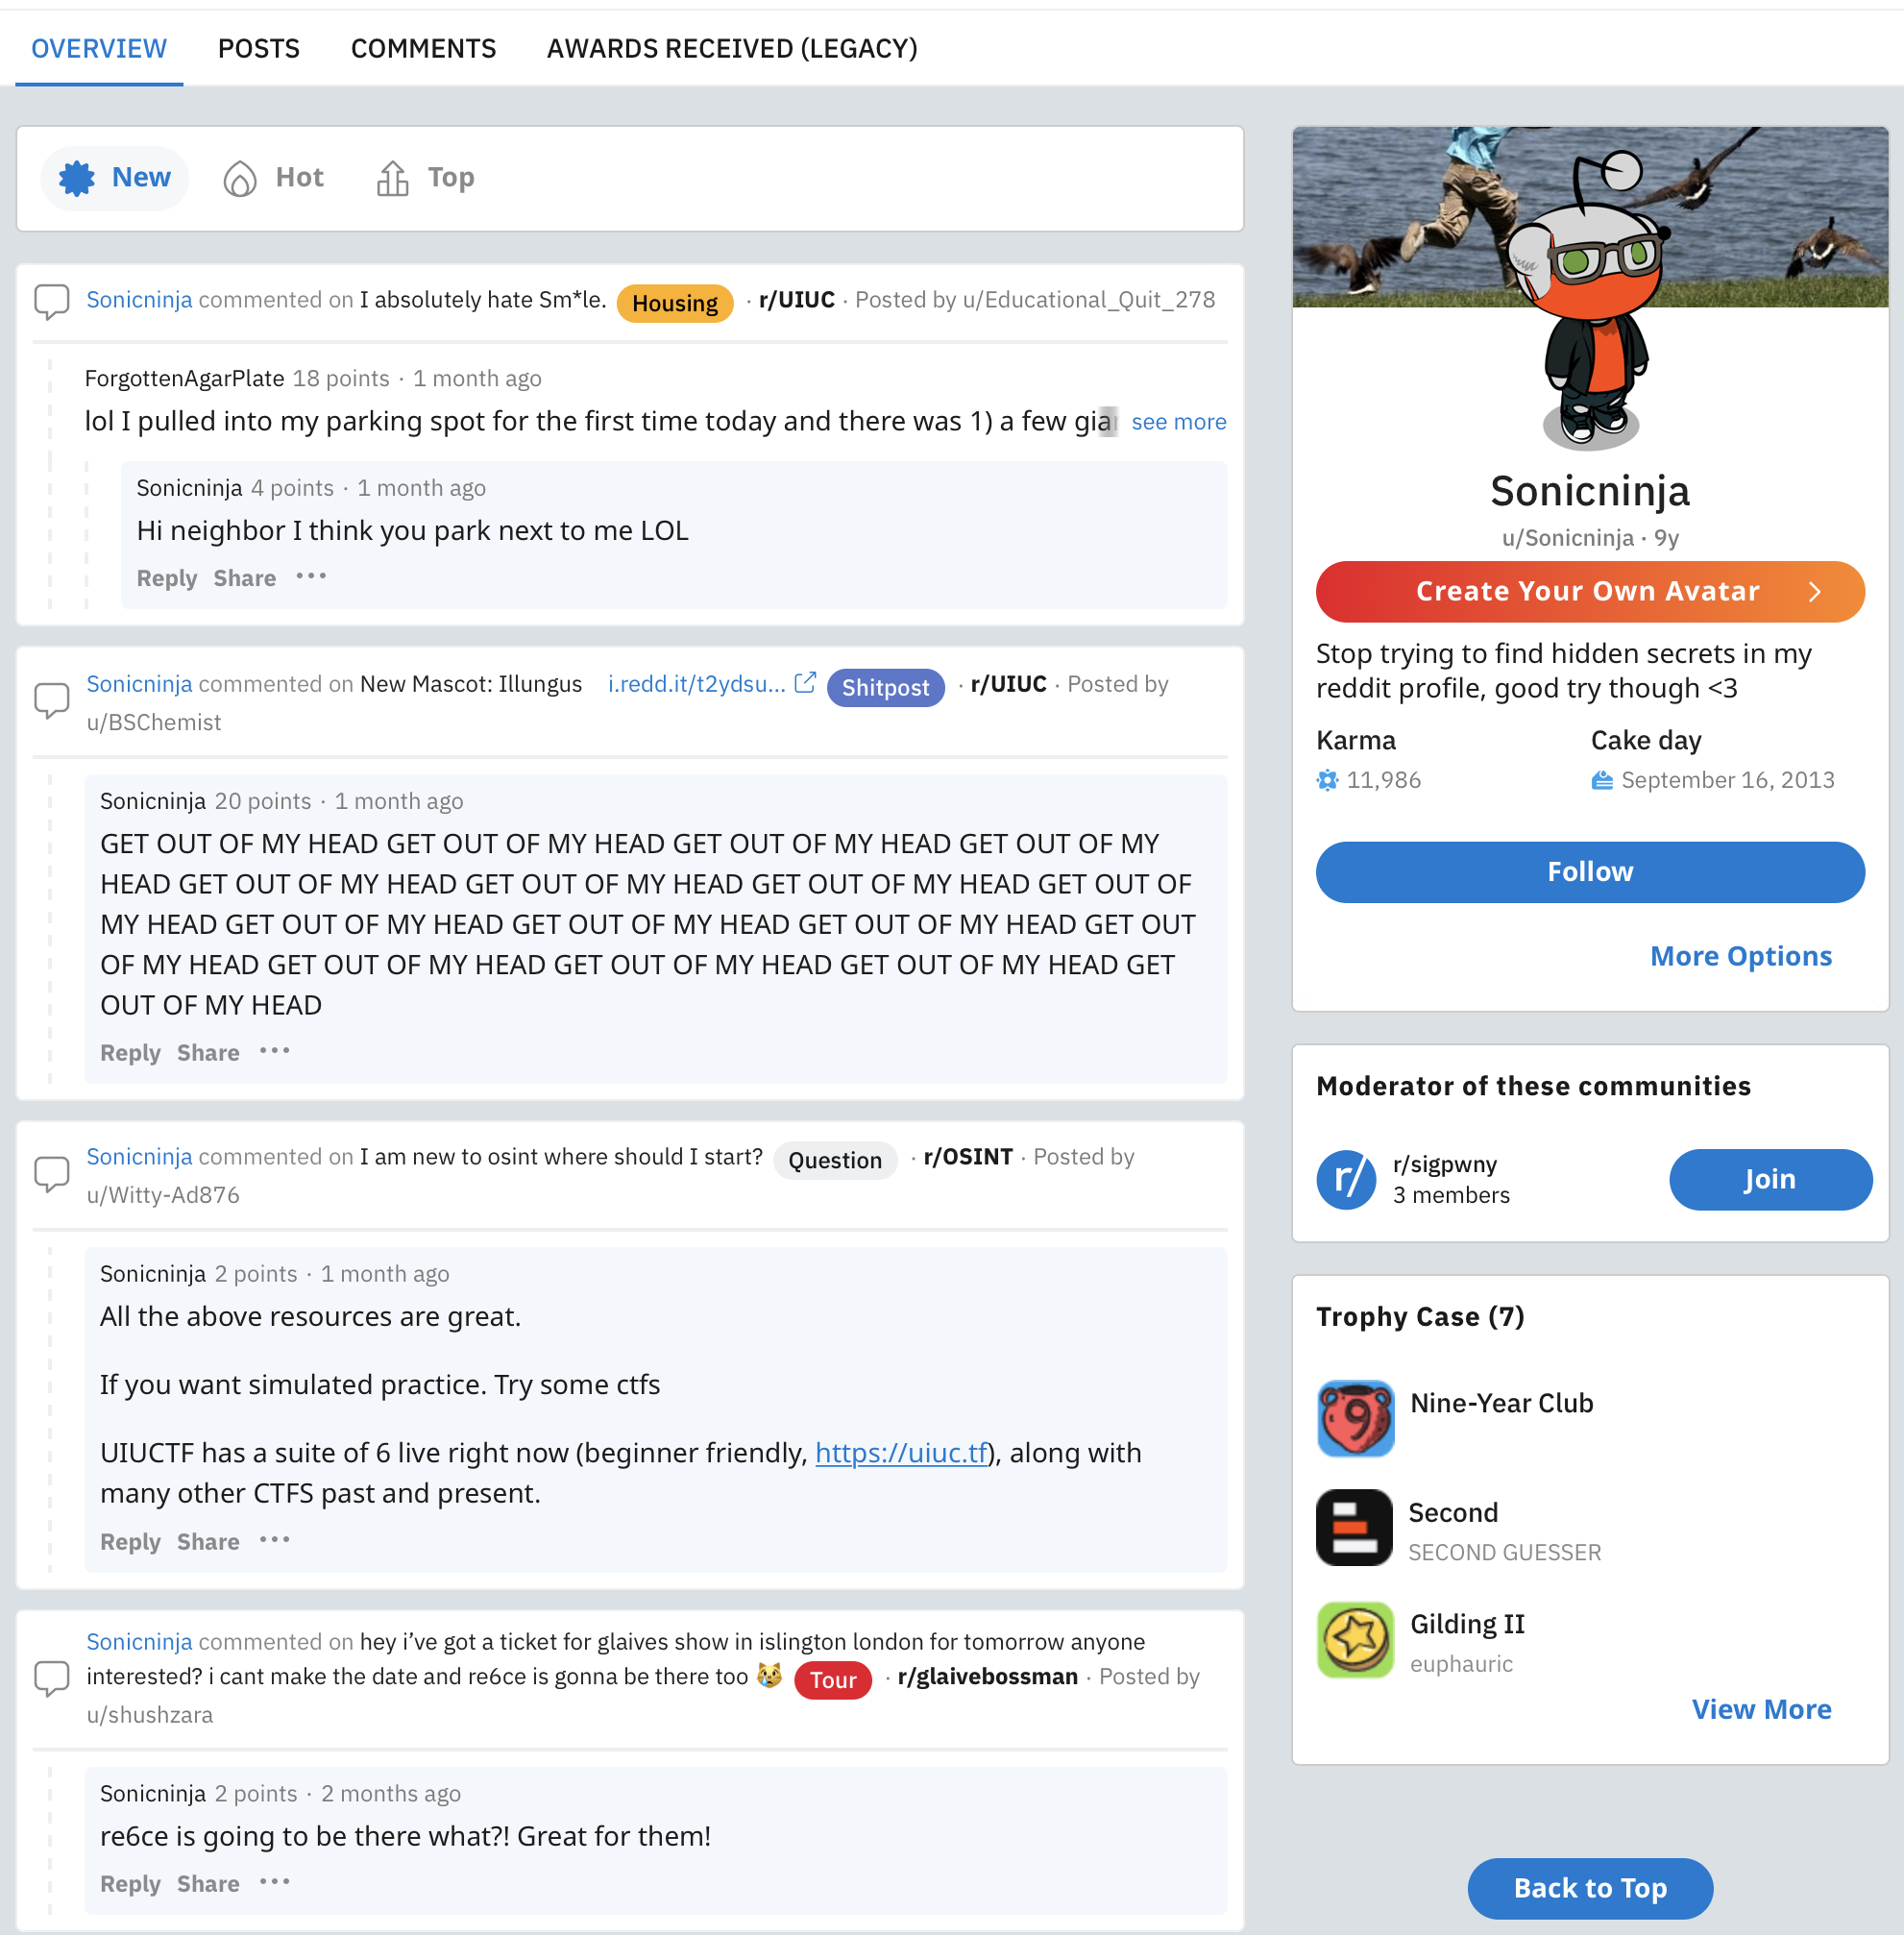 OVERVIEW POSTS COMMENTS AWARDS RECEIVED (LEGACY)
New Hot Top
Sonicninja commented on I absolutely hate Sm*le. Housing · r/UIUC · Posted by u/Educational_Quit_278
ForgottenAgarPlate 18 points · 1 month ago
lol I pulled into my parking spot for the first time today and there was 1) a few see more
Sonicninja 4 points · 1 month ago
Hi neighbor I think you park next to me LOL
Reply Share ···
Sonicninja commented on New Mascot: Illungus i.redd.it/t2ydsu... Shitpost · r/UIUC · Posted by
u/BSChemist
Sonicninja 20 points · 1 month ago
GET OUT OF MY HEAD GET OUT OF MY HEAD GET OUT OF MY HEAD GET OUT OF MY
HEAD GET OUT OF MY HEAD GET OUT OF MY HEAD GET OUT OF MY HEAD GET OUT OF
MY HEAD GET OUT OF MY HEAD GET OUT OF MY HEAD GET OUT OF MY HEAD GET OUT
OF MY HEAD GET OUT OF MY HEAD GET OUT OF MY HEAD GET OUT OF MY HEAD GET
OUT OF MY HEAD
Reply Share ···
Sonicninja commented on I am new to osint where should I start? Question · r/OSINT · Posted by
u/Witty-Ad876
Sonicninja 2 points · 1 month ago
All the above resources are great.
If you want simulated practice. Try some ctfs
UIUCTF has a suite of 6 live right now (beginner friendly, https://uiuc.tf), along with
many other CTFS past and present.
Reply Share ···
Sonicninja commented on hey i've got a ticket for glaives show in islington london for tomorrow anyone
interested? i cant make the date and re6ce is gonna be there too 😿 Tour · r/glaivebossman · Posted by
u/shushzara
Sonicninja 2 points · 2 months ago
re6ce is going to be there what?! Great for them!
Reply Share ···
Sonicninja
u/Sonicninja · 9y
Create Your Own Avatar
Stop trying to find hidden secrets in my
reddit profile, good try though <3
Karma Cake day
11,986 September 16, 2013
Follow
More Options
Moderator of these communities
r/ r/sigpwny
3 members
Join
Trophy Case (7)
9 Nine-Year Club
Second
SECOND GUESSER
Gilding II
euphauric
View More
Back to Top